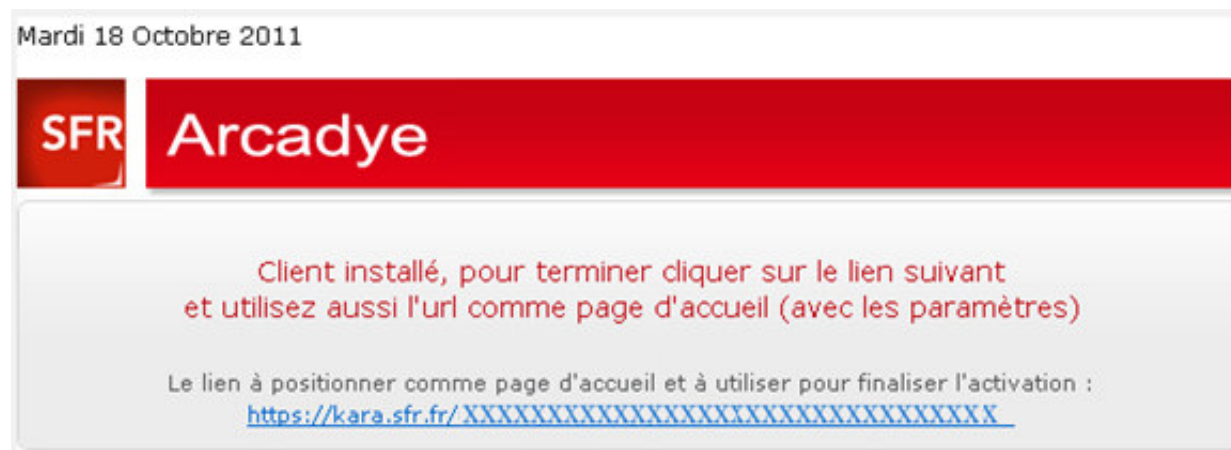 Mardi 18 Octobre 2011
SFR Arcadye
Client installé, pour terminer cliquer sur le lien suivant
et utilisez aussi l'url comme page d'accueil (avec les paramètres)
Le lien à positionner comme page d'accueil et à utiliser pour finaliser l'activation :
https://kara.sfr.fr/XXXXXXXXXXXXXXXXXXXXXXXXXXXXXXXXX